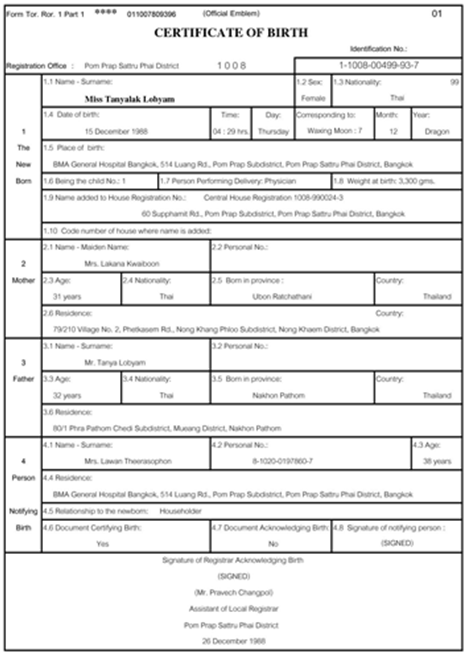 Form Tor. Ror. 1 Part 1 **** 011007809396 (Official Emblem) 01
CERTIFICATE OF BIRTH
Identification No.:
Registration Office : Pom Prap Sattru Phai District 1 0 0 8 1-1008-00499-93-7
1.1 Name - Surname: 1.2 Sex: 1.3 Nationality: 99
Miss Tanyalak Lobyam Female Thai
1.4 Date of birth: Time: Day: Corresponding to: Month: Year:
15 December 1988 04 : 29 hrs. Thursday Waxing Moon : 7 12 Dragon
1 The New Born
1.5 Place of birth:
BMA General Hospital Bangkok, 514 Luang Rd., Pom Prap Subdistrict, Pom Prap Sattru Phai District, Bangkok
1.6 Being the child No.: 1 1.7 Person Performing Delivery: Physician 1.8 Weight at birth: 3,300 gms.
1.9 Name added to House Registration No.: Central House Registration 1008-990024-3
60 Supphamit Rd., Pom Prap Subdistrict, Pom Prap Sattru Phai District, Bangkok
1.10 Code number of house where name is added:
2.1 Name - Maiden Name: 2.2 Personal No.:
2 Mrs. Lakana Kwaiboon
Mother 2.3 Age: 2.4 Nationality: 2.5 Born in province : Country:
31 years Thai Ubon Ratchathani Thailand
2.6 Residence: Country:
79/210 Village No. 2, Phetkasem Rd., Nong Khang Phloo Subdistrict, Nong Khaem District, Bangkok
3.1 Name - Surname: 3.2 Personal No.:
3 Mr. Tanya Lobyam
Father 3.3 Age: 3.4 Nationality: 3.5 Born in province: Country:
32 years Thai Nakhon Pathom Thailand
3.6 Residence:
80/1 Phra Pathom Chedi Subdistrict, Mueang District, Nakhon Pathom
4.1 Name - Surname: 4.2 Personal No.: 4.3 Age:
4 Mrs. Lawan Theerasophon 8-1020-0197860-7 38 years
Person 4.4 Residence:
BMA General Hospital Bangkok, 514 Luang Rd., Pom Prap Subdistrict, Pom Prap Sattru Phai District, Bangkok
Notifying 4.5 Relationship to the newborn: Householder
Birth 4.6 Document Certifying Birth: 4.7 Document Acknowledging Birth: 4.8 Signature of notifying person :
Yes No (SIGNED)
Signature of Registrar Acknowledging Birth
(SIGNED)
(Mr. Pravech Changpol)
Assistant of Local Registrar
Pom Prap Sattru Phai District
26 December 1988